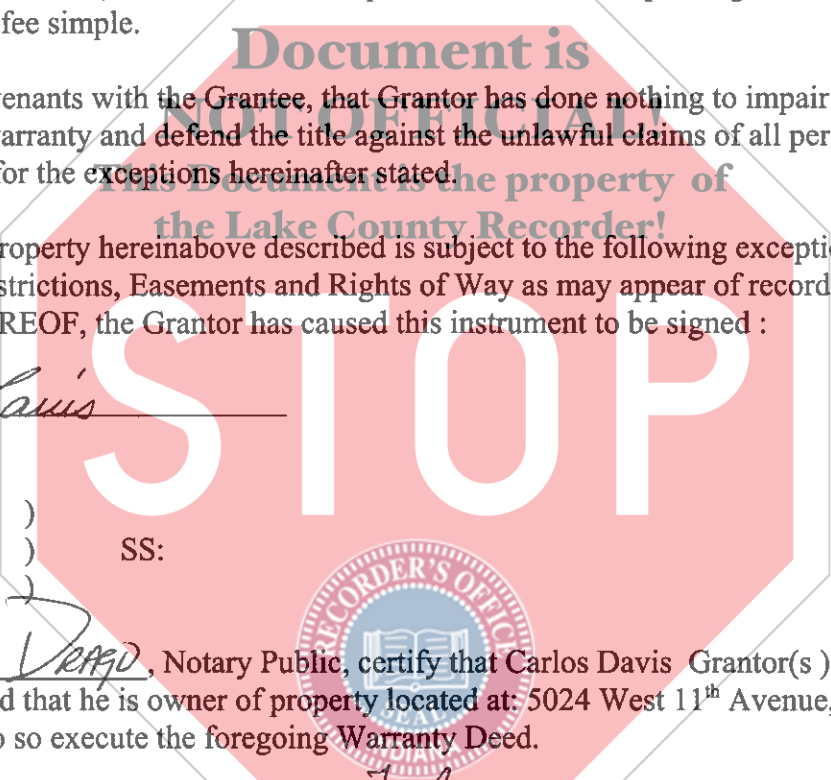 fee simple.
Document is
venants with the Grantee, that Grantor has done nothing to impair
NOT OFFICIAL!
varranty and defend the title against the unlawful claims of all per
for the exceptions hereinafter stated.
This Document is the property of
the Lake County Recorder!
roperty hereinabove described is subject to the following excepti
strictions, Easements and Rights of Way as may appear of record
REOF, the Grantor has caused this instrument to be signed :
STOP
)
) SS:
)
RECORDER'S OFFICE
Drago, Notary Public, certify that Carlos Davis Grantor(s )
d that he is owner of property located at: 5024 West 11th Avenue,
SEAL
o so execute the foregoing Warranty Deed.
INDIANA